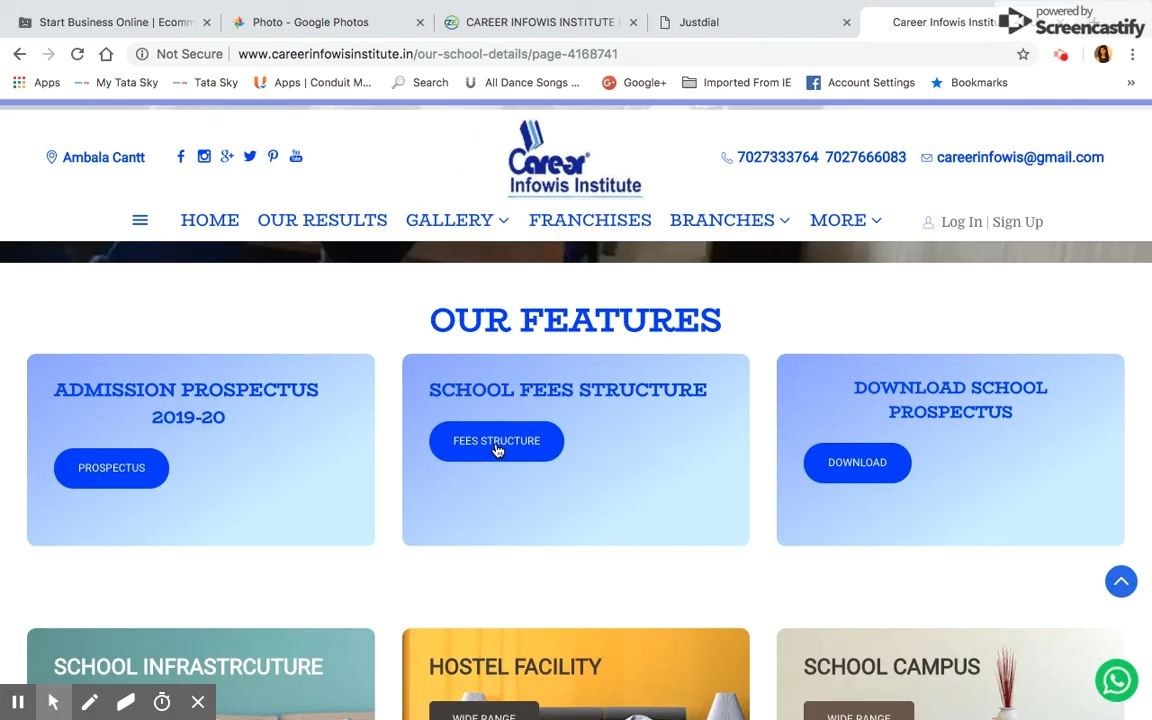 Start Business Online | Ecomm
Photo - Google Photos
CAREER INFOWIS INSTITUTE
Justdial
Career Infowis Institu
powered by
Screencastify
Not Secure
www.careerinfowisinstitute.in/our-school-details/page-4168741
Apps
My Tata Sky
Tata Sky
Apps | Conduit M...
Search
All Dance Songs ...
Google+
Imported From IE
Account Settings
Bookmarks
»
Ambala Cantt
7027333764 7027666083
careerinfowis@gmail.com
Career
Infowis Institute
HOME
OUR RESULTS
GALLERY
FRANCHISES
BRANCHES
MORE
Log In | Sign Up
OUR FEATURES
ADMISSION PROSPECTUS
2019-20
PROSPECTUS
SCHOOL FEES STRUCTURE
FEES STRUCTURE
DOWNLOAD SCHOOL
PROSPECTUS
DOWNLOAD
SCHOOL INFRASTRCUTURE
HOSTEL FACILITY
WIDE RANGE
SCHOOL CAMPUS
WIDE RANGE